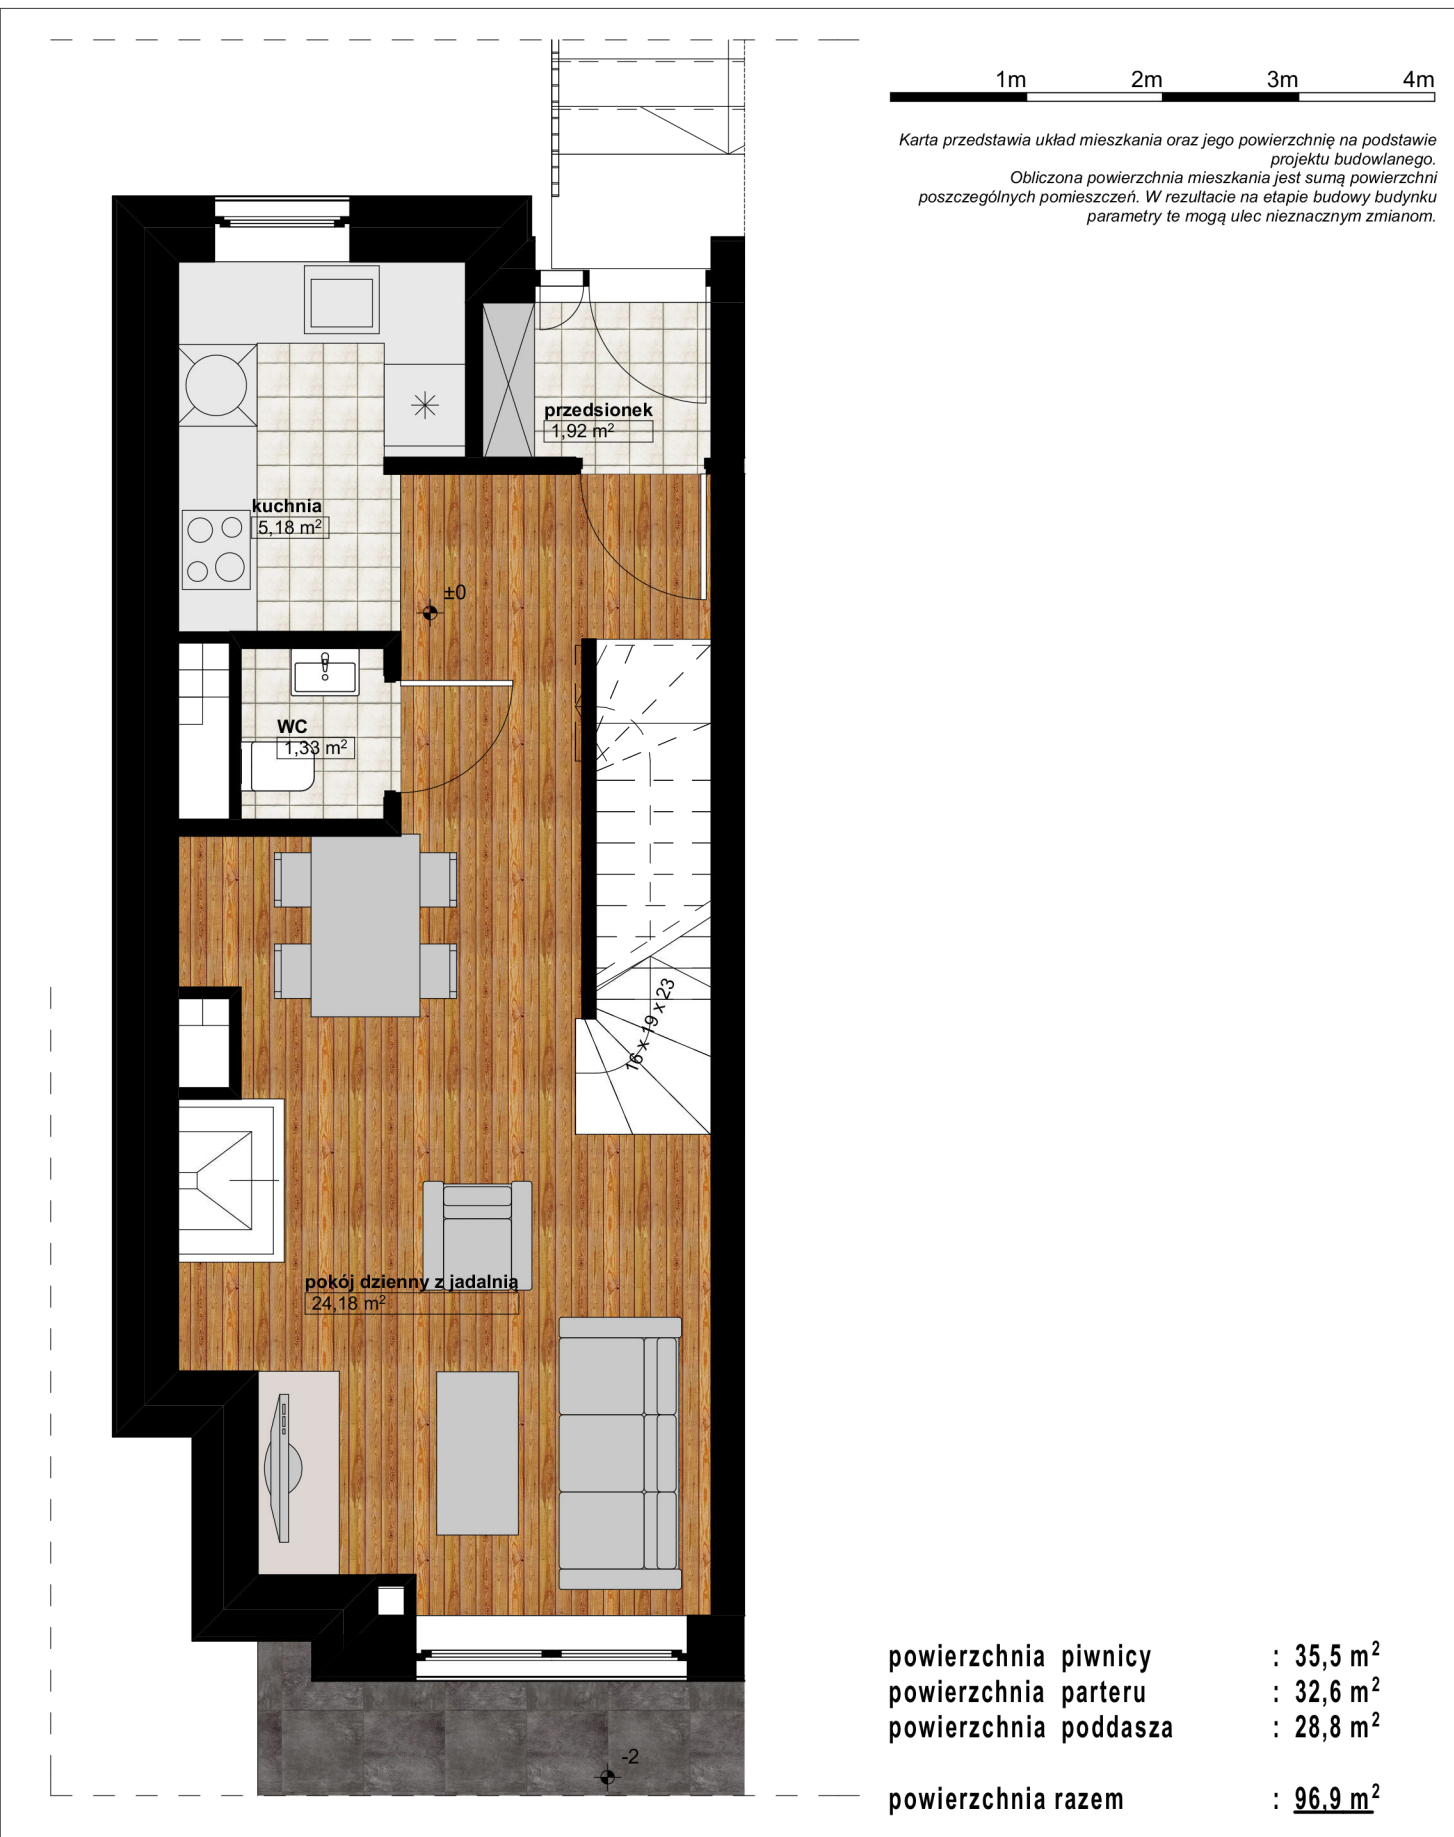 1m 2m 3m 4m
Karta przedstawia układ mieszkania oraz jego powierzchnię na podstawie
projektu budowlanego.
Obliczona powierzchnia mieszkania jest sumą powierzchni
poszczególnych pomieszczeń. W rezultacie na etapie budowy budynku
parametry te mogą ulec nieznacznym zmianom.
przedsionek
1,92 m²
kuchnia
5,18 m²
±0
WC
1,33 m²
16 x 19 x 23
pokój dzienny z jadalnią
24,18 m²
-2
powierzchnia piwnicy : 35,5 m²
powierzchnia parteru : 32,6 m²
powierzchnia poddasza : 28,8 m²
powierzchnia razem : 96,9 m²